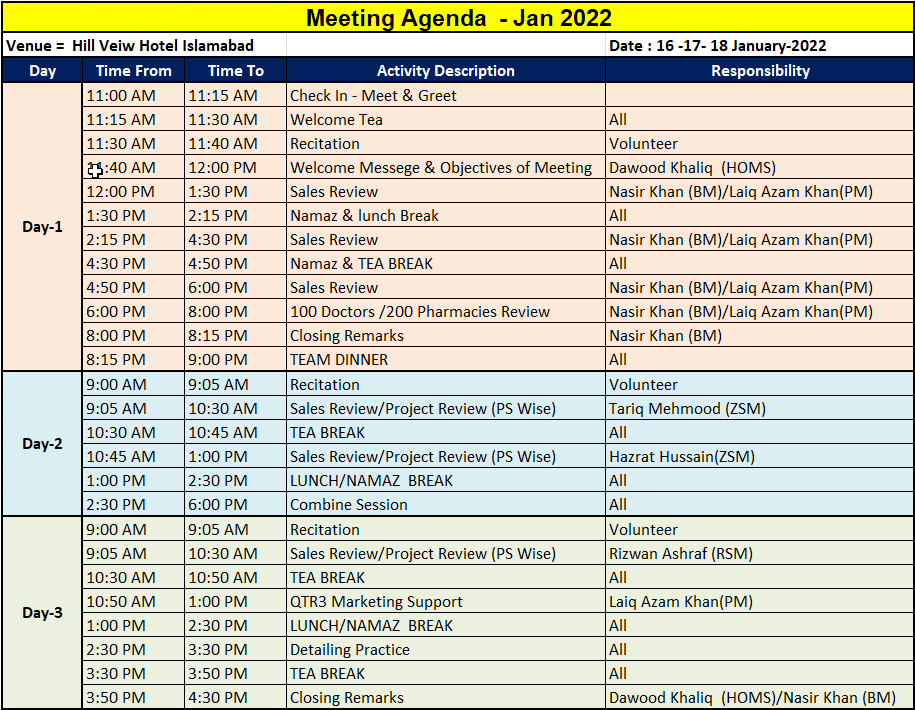 Meeting Agenda - Jan 2022
Venue = Hill Veiw Hotel Islamabad Date : 16 -17- 18 January-2022
Day Time From Time To Activity Description Responsibility
11:00 AM 11:15 AM Check In - Meet & Greet
11:15 AM 11:30 AM Welcome Tea All
11:30 AM 11:40 AM Recitation Volunteer
11:40 AM 12:00 PM Welcome Messege & Objectives of Meeting Dawood Khaliq (HOMS)
12:00 PM 1:30 PM Sales Review Nasir Khan (BM)/Laiq Azam Khan(PM)
1:30 PM 2:15 PM Namaz & lunch Break All
Day-1
2:15 PM 4:30 PM Sales Review Nasir Khan (BM)/Laiq Azam Khan(PM)
4:30 PM 4:50 PM Namaz & TEA BREAK All
4:50 PM 6:00 PM Sales Review Nasir Khan (BM)/Laiq Azam Khan(PM)
6:00 PM 8:00 PM 100 Doctors /200 Pharmacies Review Nasir Khan (BM)/Laiq Azam Khan(PM)
8:00 PM 8:15 PM Closing Remarks Nasir Khan (BM)
8:15 PM 9:00 PM TEAM DINNER All
9:00 AM 9:05 AM Recitation Volunteer
9:05 AM 10:30 AM Sales Review/Project Review (PS Wise) Tariq Mehmood (ZSM)
10:30 AM 10:45 AM TEA BREAK All
Day-2
10:45 AM 1:00 PM Sales Review/Project Review (PS Wise) Hazrat Hussain(ZSM)
1:00 PM 2:30 PM LUNCH/NAMAZ BREAK All
2:30 PM 6:00 PM Combine Session All
9:00 AM 9:05 AM Recitation Volunteer
9:05 AM 10:30 AM Sales Review/Project Review (PS Wise) Rizwan Ashraf (RSM)
10:30 AM 10:50 AM TEA BREAK All
10:50 AM 1:00 PM QTR3 Marketing Support Laiq Azam Khan(PM)
Day-3
1:00 PM 2:30 PM LUNCH/NAMAZ BREAK All
2:30 PM 3:30 PM Detailing Practice All
3:30 PM 3:50 PM TEA BREAK All
3:50 PM 4:30 PM Closing Remarks Dawood Khaliq (HOMS)/Nasir Khan (BM)